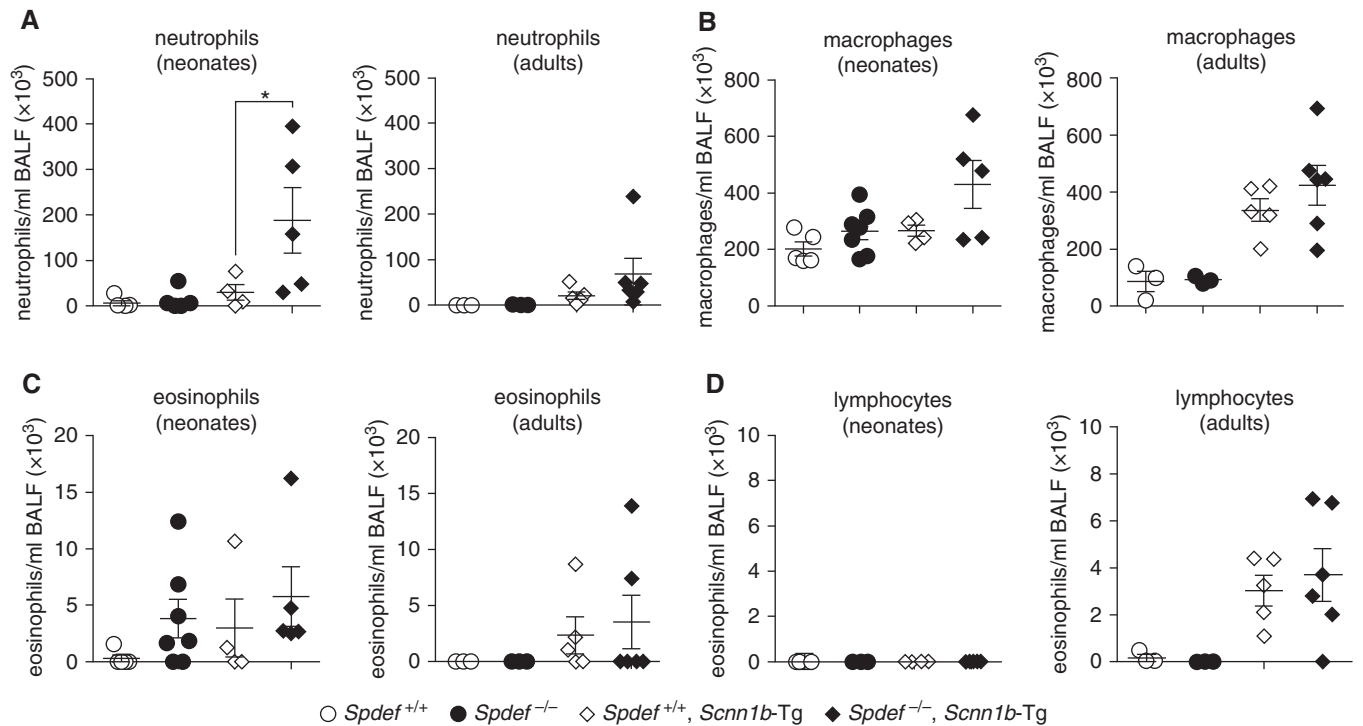 A
neutrophils
(neonates)
neutrophils/ml BALF (×10³)
500
400
300
200
100
0
*
neutrophils
(adults)
neutrophils/ml BALF (×10³)
500
400
300
200
100
0
B
macrophages
(neonates)
macrophages/ml BALF (×10³)
800
600
400
200
0
macrophages
(adults)
macrophages/ml BALF (×10³)
800
600
400
200
0
C
eosinophils
(neonates)
eosinophils/ml BALF (×10³)
20
15
10
5
0
eosinophils
(adults)
eosinophils/ml BALF (×10³)
20
15
10
5
0
D
lymphocytes
(neonates)
eosinophils/ml BALF (×10³)
10
8
6
4
2
0
lymphocytes
(adults)
eosinophils/ml BALF (×10³)
10
8
6
4
2
0
Spdef +/+ Spdef –/– Spdef +/+, Scnn1b-Tg Spdef –/–, Scnn1b-Tg